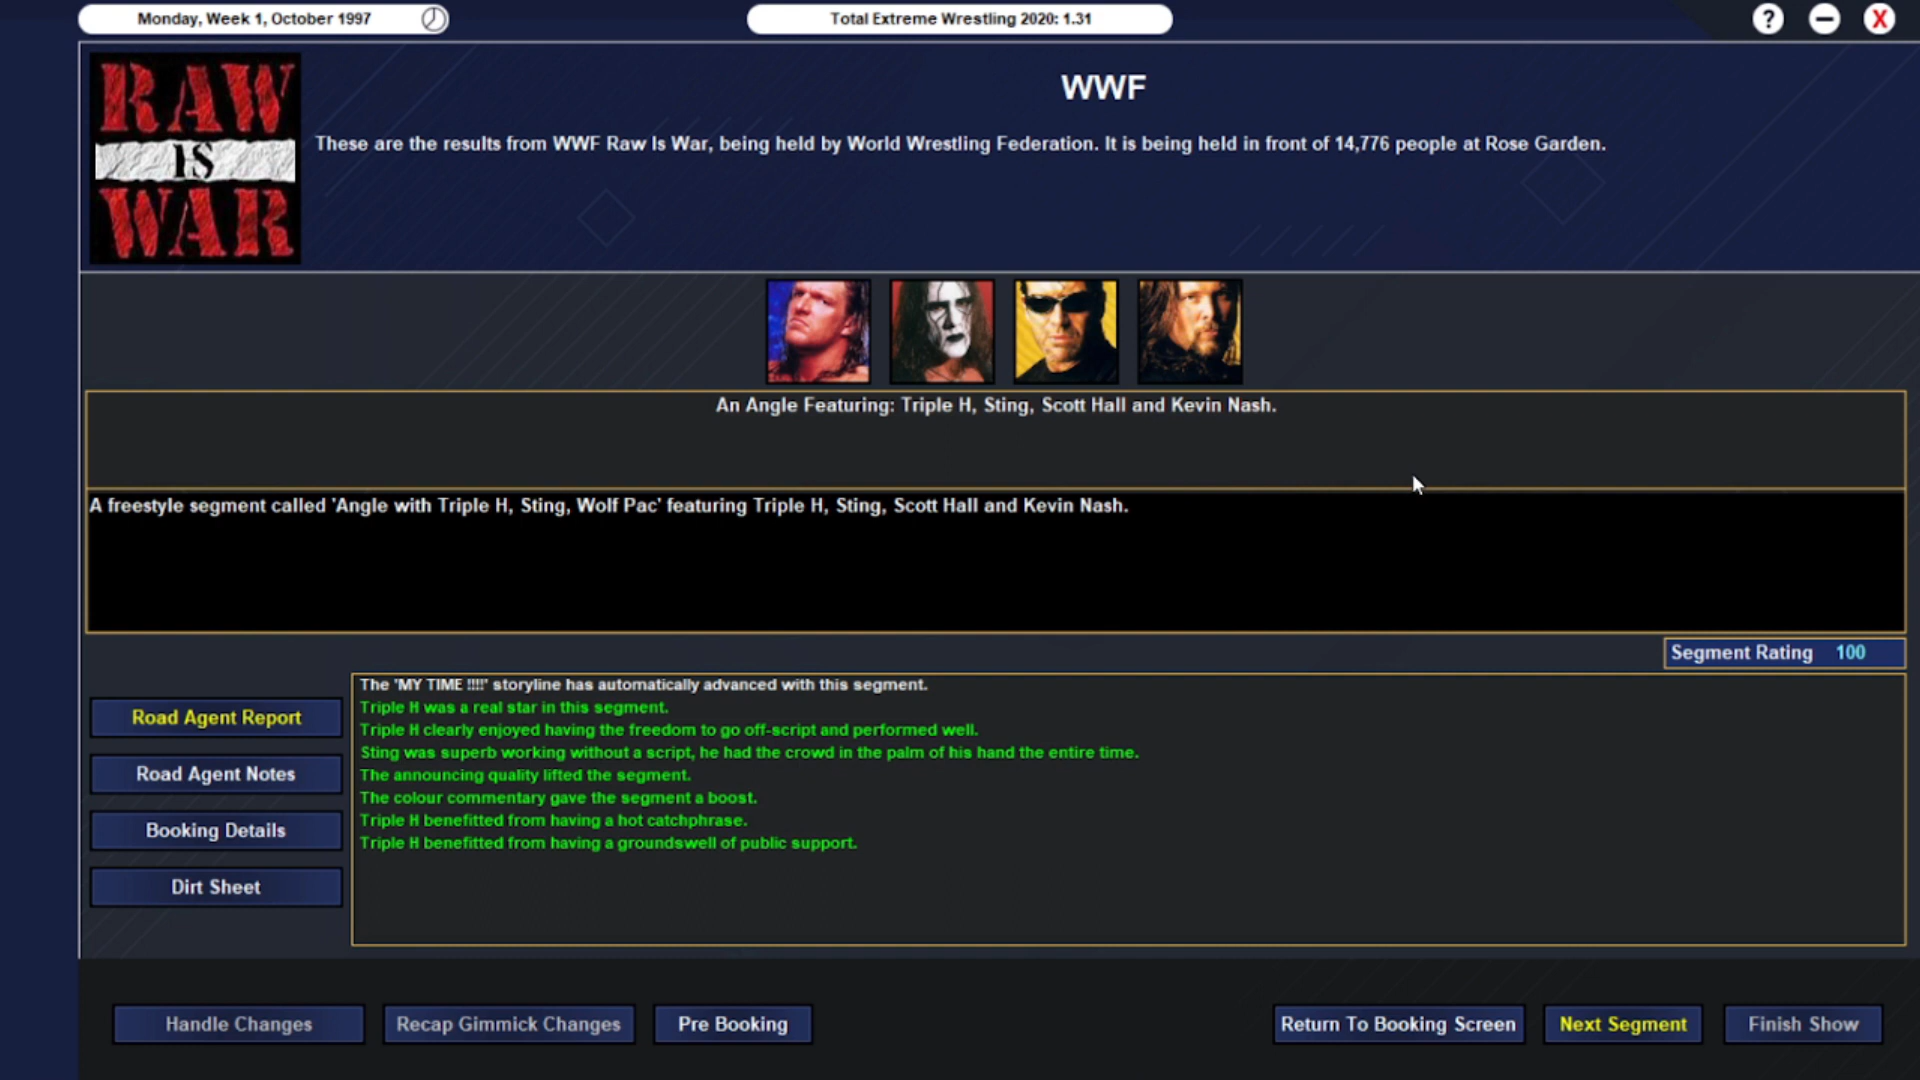 Monday, Week 1, October 1997
Total Extreme Wrestling 2020: 1.31
?
X
RAW
IS
WAR
WWF
These are the results from WWF Raw Is War, being held by World Wrestling Federation. It is being held in front of 14,776 people at Rose Garden.
An Angle Featuring: Triple H, Sting, Scott Hall and Kevin Nash.
A freestyle segment called 'Angle with Triple H, Sting, Wolf Pac' featuring Triple H, Sting, Scott Hall and Kevin Nash.
Segment Rating 100
Road Agent Report
Road Agent Notes
Booking Details
Dirt Sheet
The 'MY TIME !!!!' storyline has automatically advanced with this segment.
Triple H was a real star in this segment.
Triple H clearly enjoyed having the freedom to go off-script and performed well.
Sting was superb working without a script, he had the crowd in the palm of his hand the entire time.
The announcing quality lifted the segment.
The colour commentary gave the segment a boost.
Triple H benefitted from having a hot catchphrase.
Triple H benefitted from having a groundswell of public support.
Handle Changes
Recap Gimmick Changes
Pre Booking
Return To Booking Screen
Next Segment
Finish Show